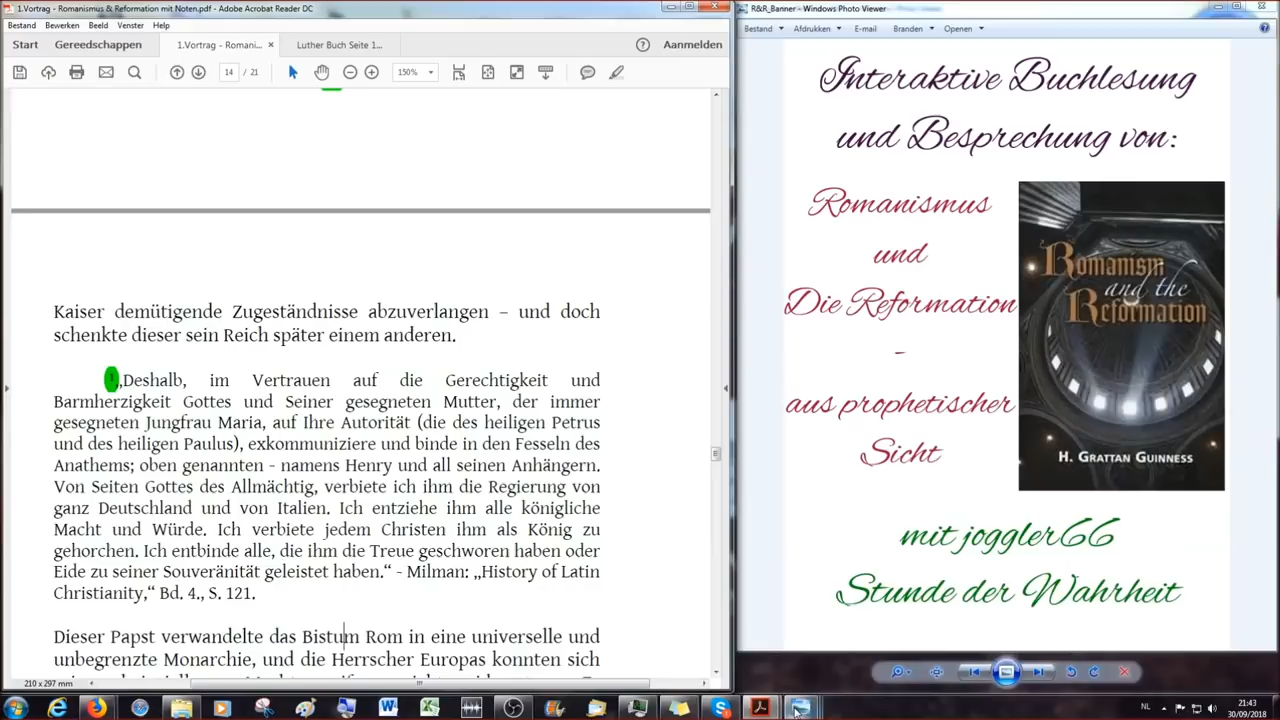 1.Vortrag - Romanismus & Reformation mit Noten.pdf - Adobe Acrobat Reader DC
Bestand Bewerken Beeld Venster Help
Start Gereedschappen 1.Vortrag - Romani... × Luther Buch Seite 1... Aanmelden
14 / 21 150%
Kaiser demütigende Zugeständnisse abzuverlangen – und doch
schenkte dieser sein Reich später einem anderen.
1„Deshalb, im Vertrauen auf die Gerechtigkeit und
Barmherzigkeit Gottes und Seiner gesegneten Mutter, der immer
gesegneten Jungfrau Maria, auf Ihre Autorität (die des heiligen Petrus
und des heiligen Paulus), exkommuniziere und binde in den Fesseln des
Anathems; oben genannten - namens Henry und all seinen Anhängern.
Von Seiten Gottes des Allmächtig, verbiete ich ihm die Regierung von
ganz Deutschland und von Italien. Ich entziehe ihm alle königliche
Macht und Würde. Ich verbiete jedem Christen ihm als König zu
gehorchen. Ich entbinde alle, die ihm die Treue geschworen haben oder
Eide zu seiner Souveränität geleistet haben.“ - Milman: „History of Latin
Christianity,“ Bd. 4., S. 121.
Dieser Papst verwandelte das Bistum Rom in eine universelle und
unbegrenzte Monarchie, und die Herrscher Europas konnten sich
210 x 297 mm
R&R_Banner - Windows Photo Viewer
Bestand Afdrukken E-mail Branden Openen
Interaktive Buchlesung
und Besprechung von:
Romanismus
und
Die Reformation
-
aus prophetischer
Sicht
Romanism
and the
Reformation
H. GRATTAN GUINNESS
mit joggler66
Stunde der Wahrheit
NL 21:43
30/09/2018